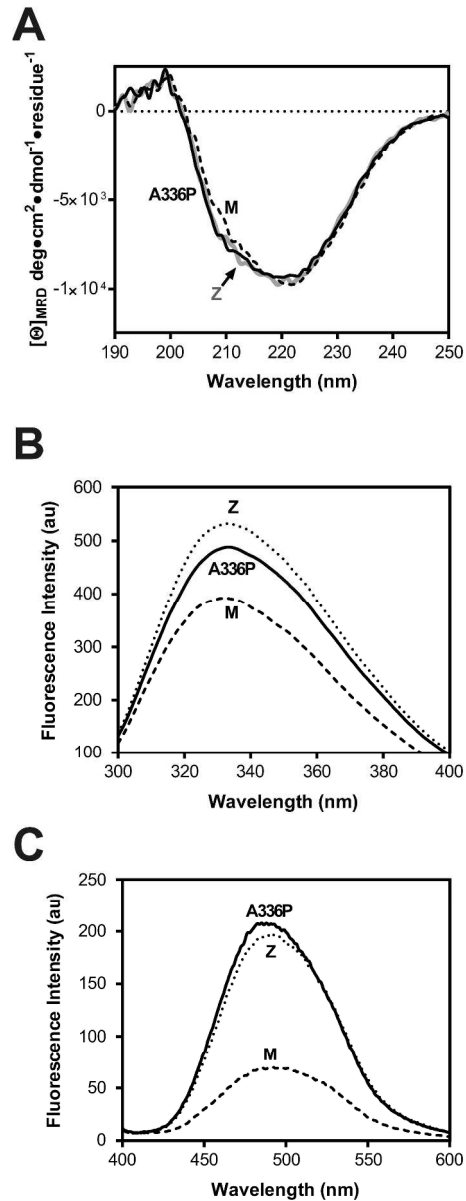 A
0
-5× 10³
-1× 10⁴
[Θ]MRD deg•cm²•dmol⁻¹•residue⁻¹
A336P
M
Z
190 200 210 220 230 240 250
Wavelength (nm)
B
600
500
400
300
200
100
Fluorescence Intensity (au)
Z
A336P
M
300 320 340 360 380 400
Wavelength (nm)
C
250
200
150
100
50
0
Fluorescence Intensity (au)
A336P
Z
M
400 450 500 550 600
Wavelength (nm)